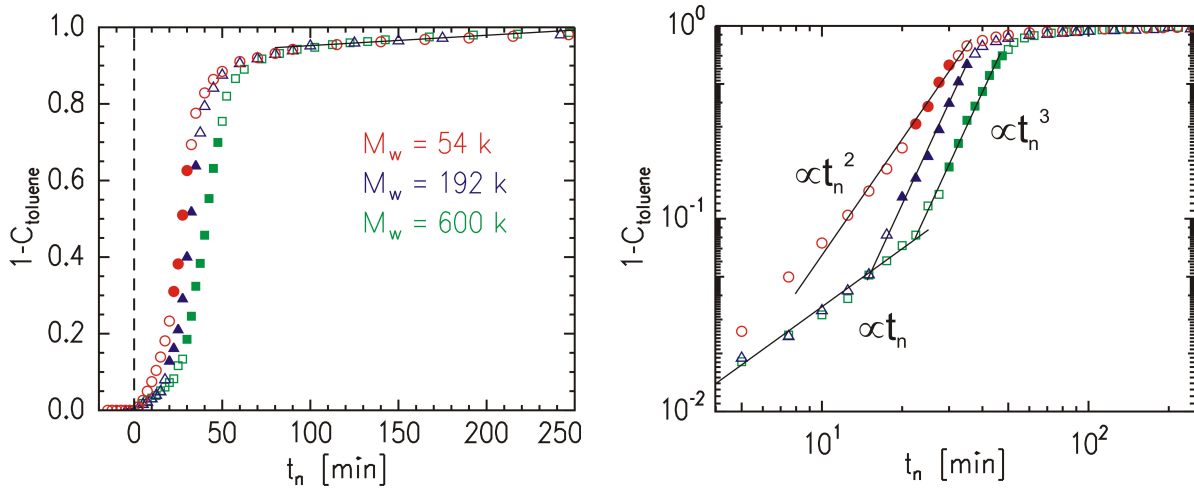 1.0
0.8
0.6
0.4
0.2
0.0
1-C_toluene
0
50
100
150
200
250
t_n [min]
M_w = 54 k
M_w = 192 k
M_w = 600 k
10^0
10^-1
10^-2
1-C_toluene
10^1
10^2
t_n [min]
∝t_n^2
∝t_n^3
∝t_n